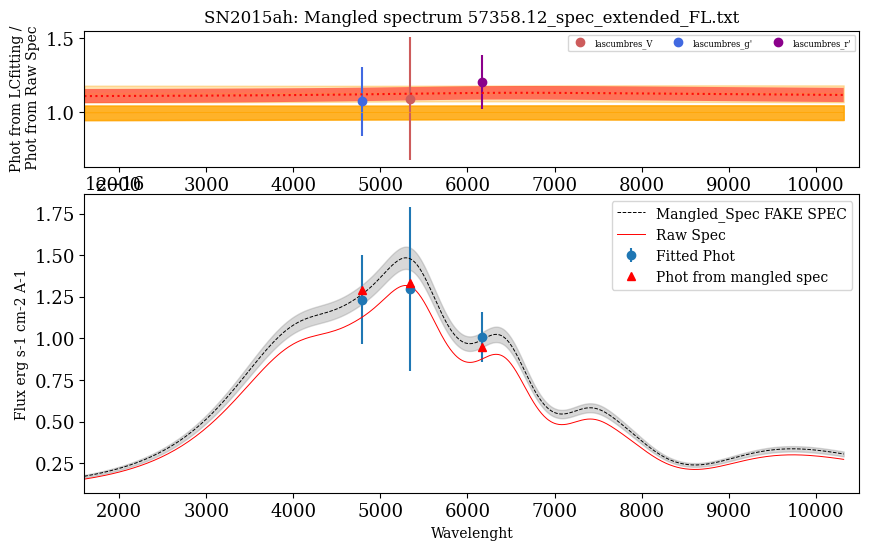 SN2015ah: Mangled spectrum 57358.12_spec_extended_FL.txt
Phot from LCfitting /
Phot from Raw Spec
1.5
1.0
lascumbres_V
lascumbres_g'
lascumbres_r'
2000 3000 4000 5000 6000 7000 8000 9000 10000
1e−16
Flux erg s-1 cm-2 A-1
1.75
1.50
1.25
1.00
0.75
0.50
0.25
Mangled_Spec FAKE SPEC
Raw Spec
Fitted Phot
Phot from mangled spec
2000 3000 4000 5000 6000 7000 8000 9000 10000
Wavelenght